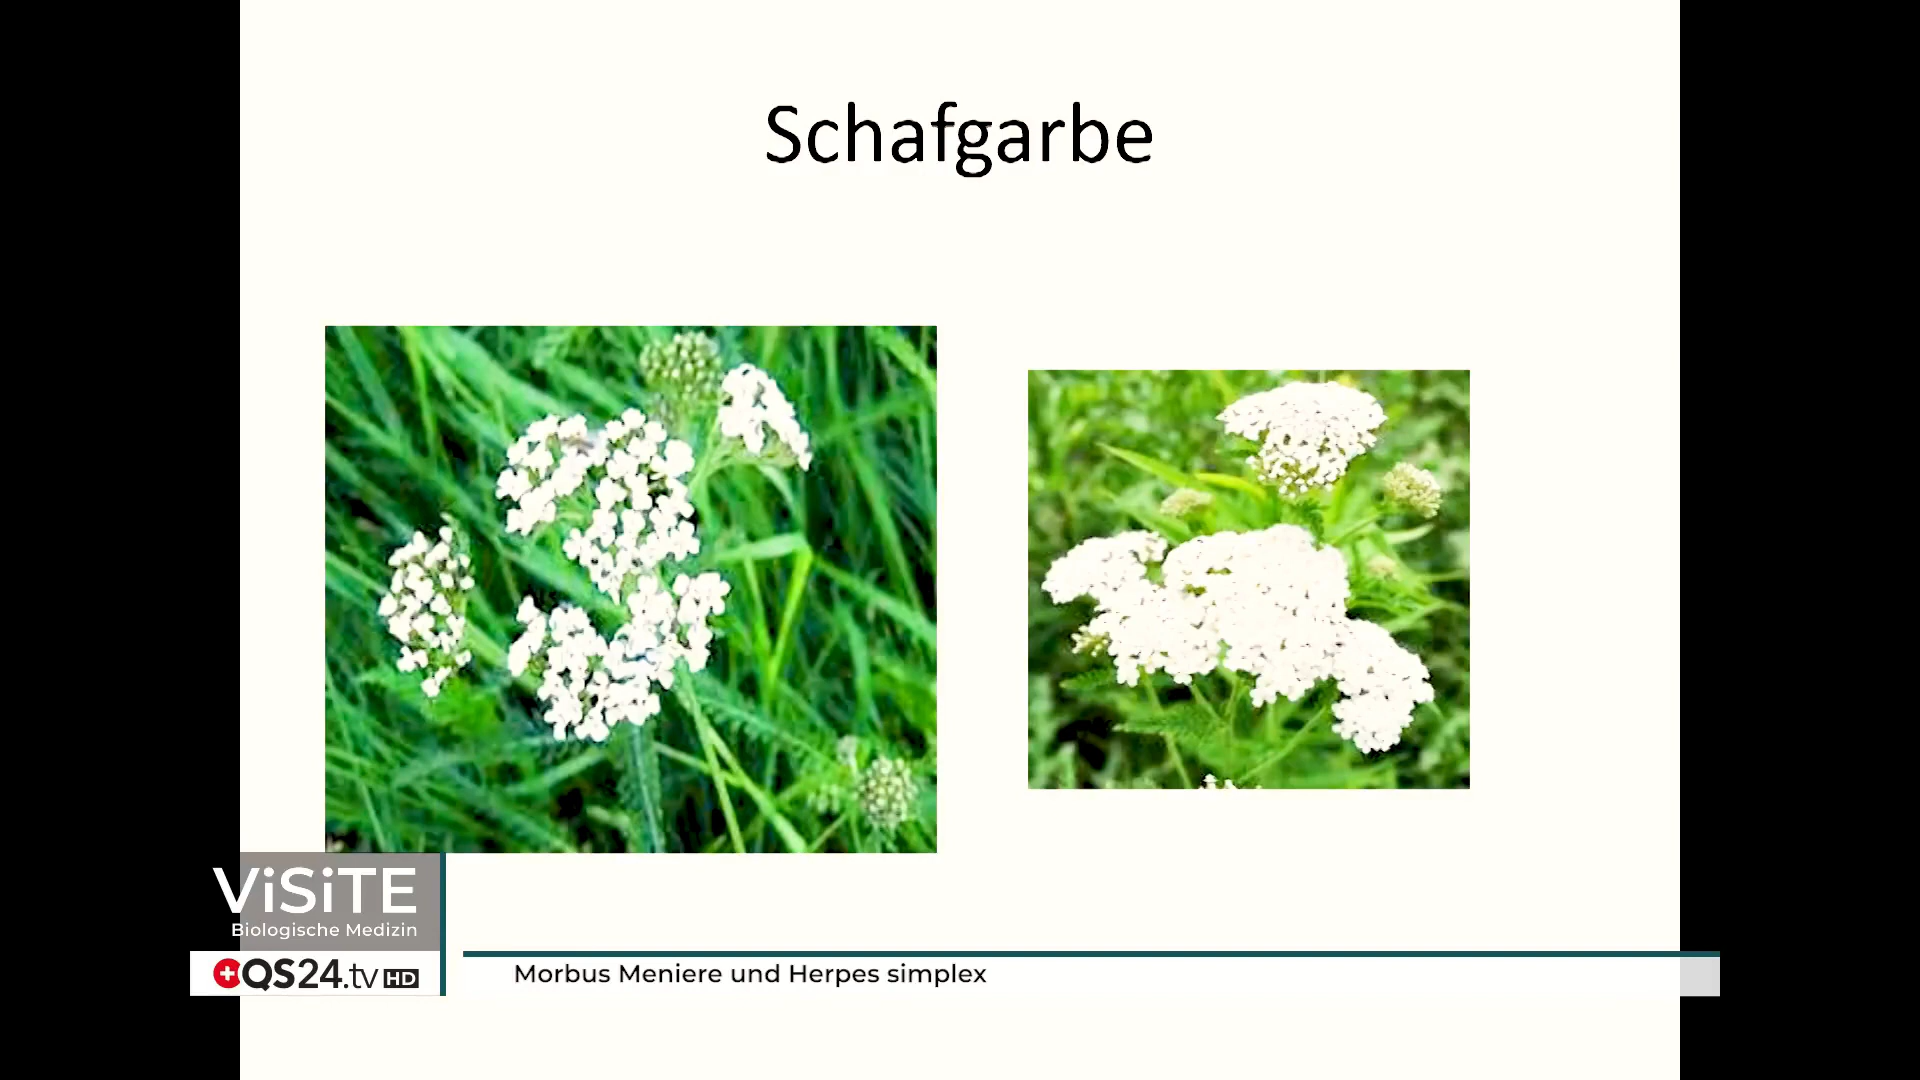 Schafgarbe
ViSiTE
Biologische Medizin
QS24.tv HD
Morbus Meniere und Herpes simplex